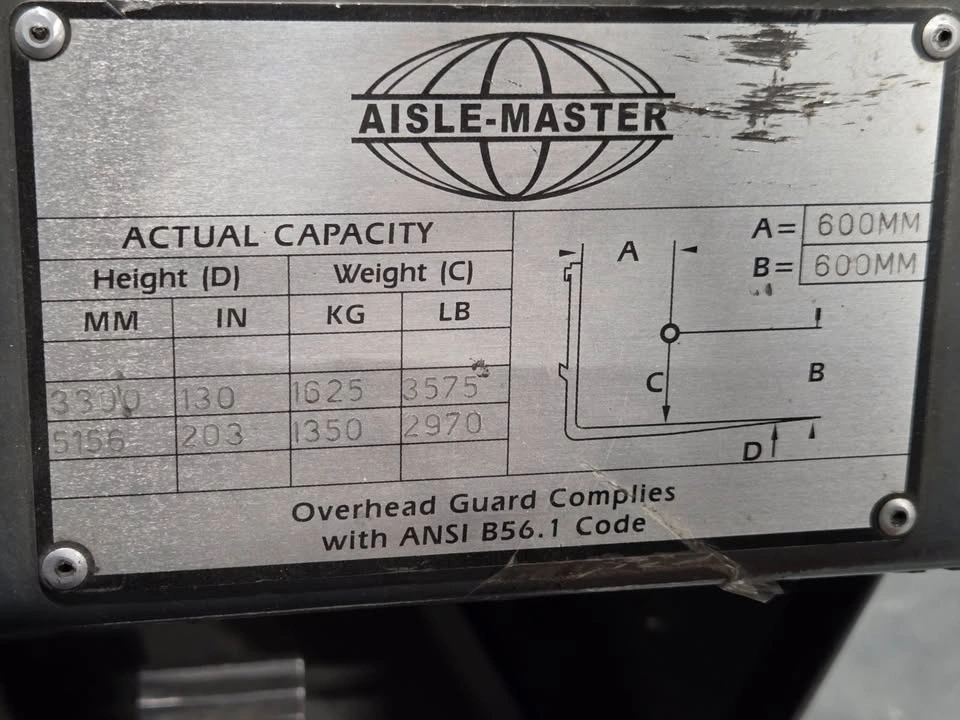 AISLE-MASTER
ACTUAL CAPACITY
Height (D) Weight (C)
MM IN KG LB
3300 130 1625 3575
5156 203 1350 2970
A= 600MM
B= 600MM
A
C
B
D
Overhead Guard Complies
with ANSI B56.1 Code